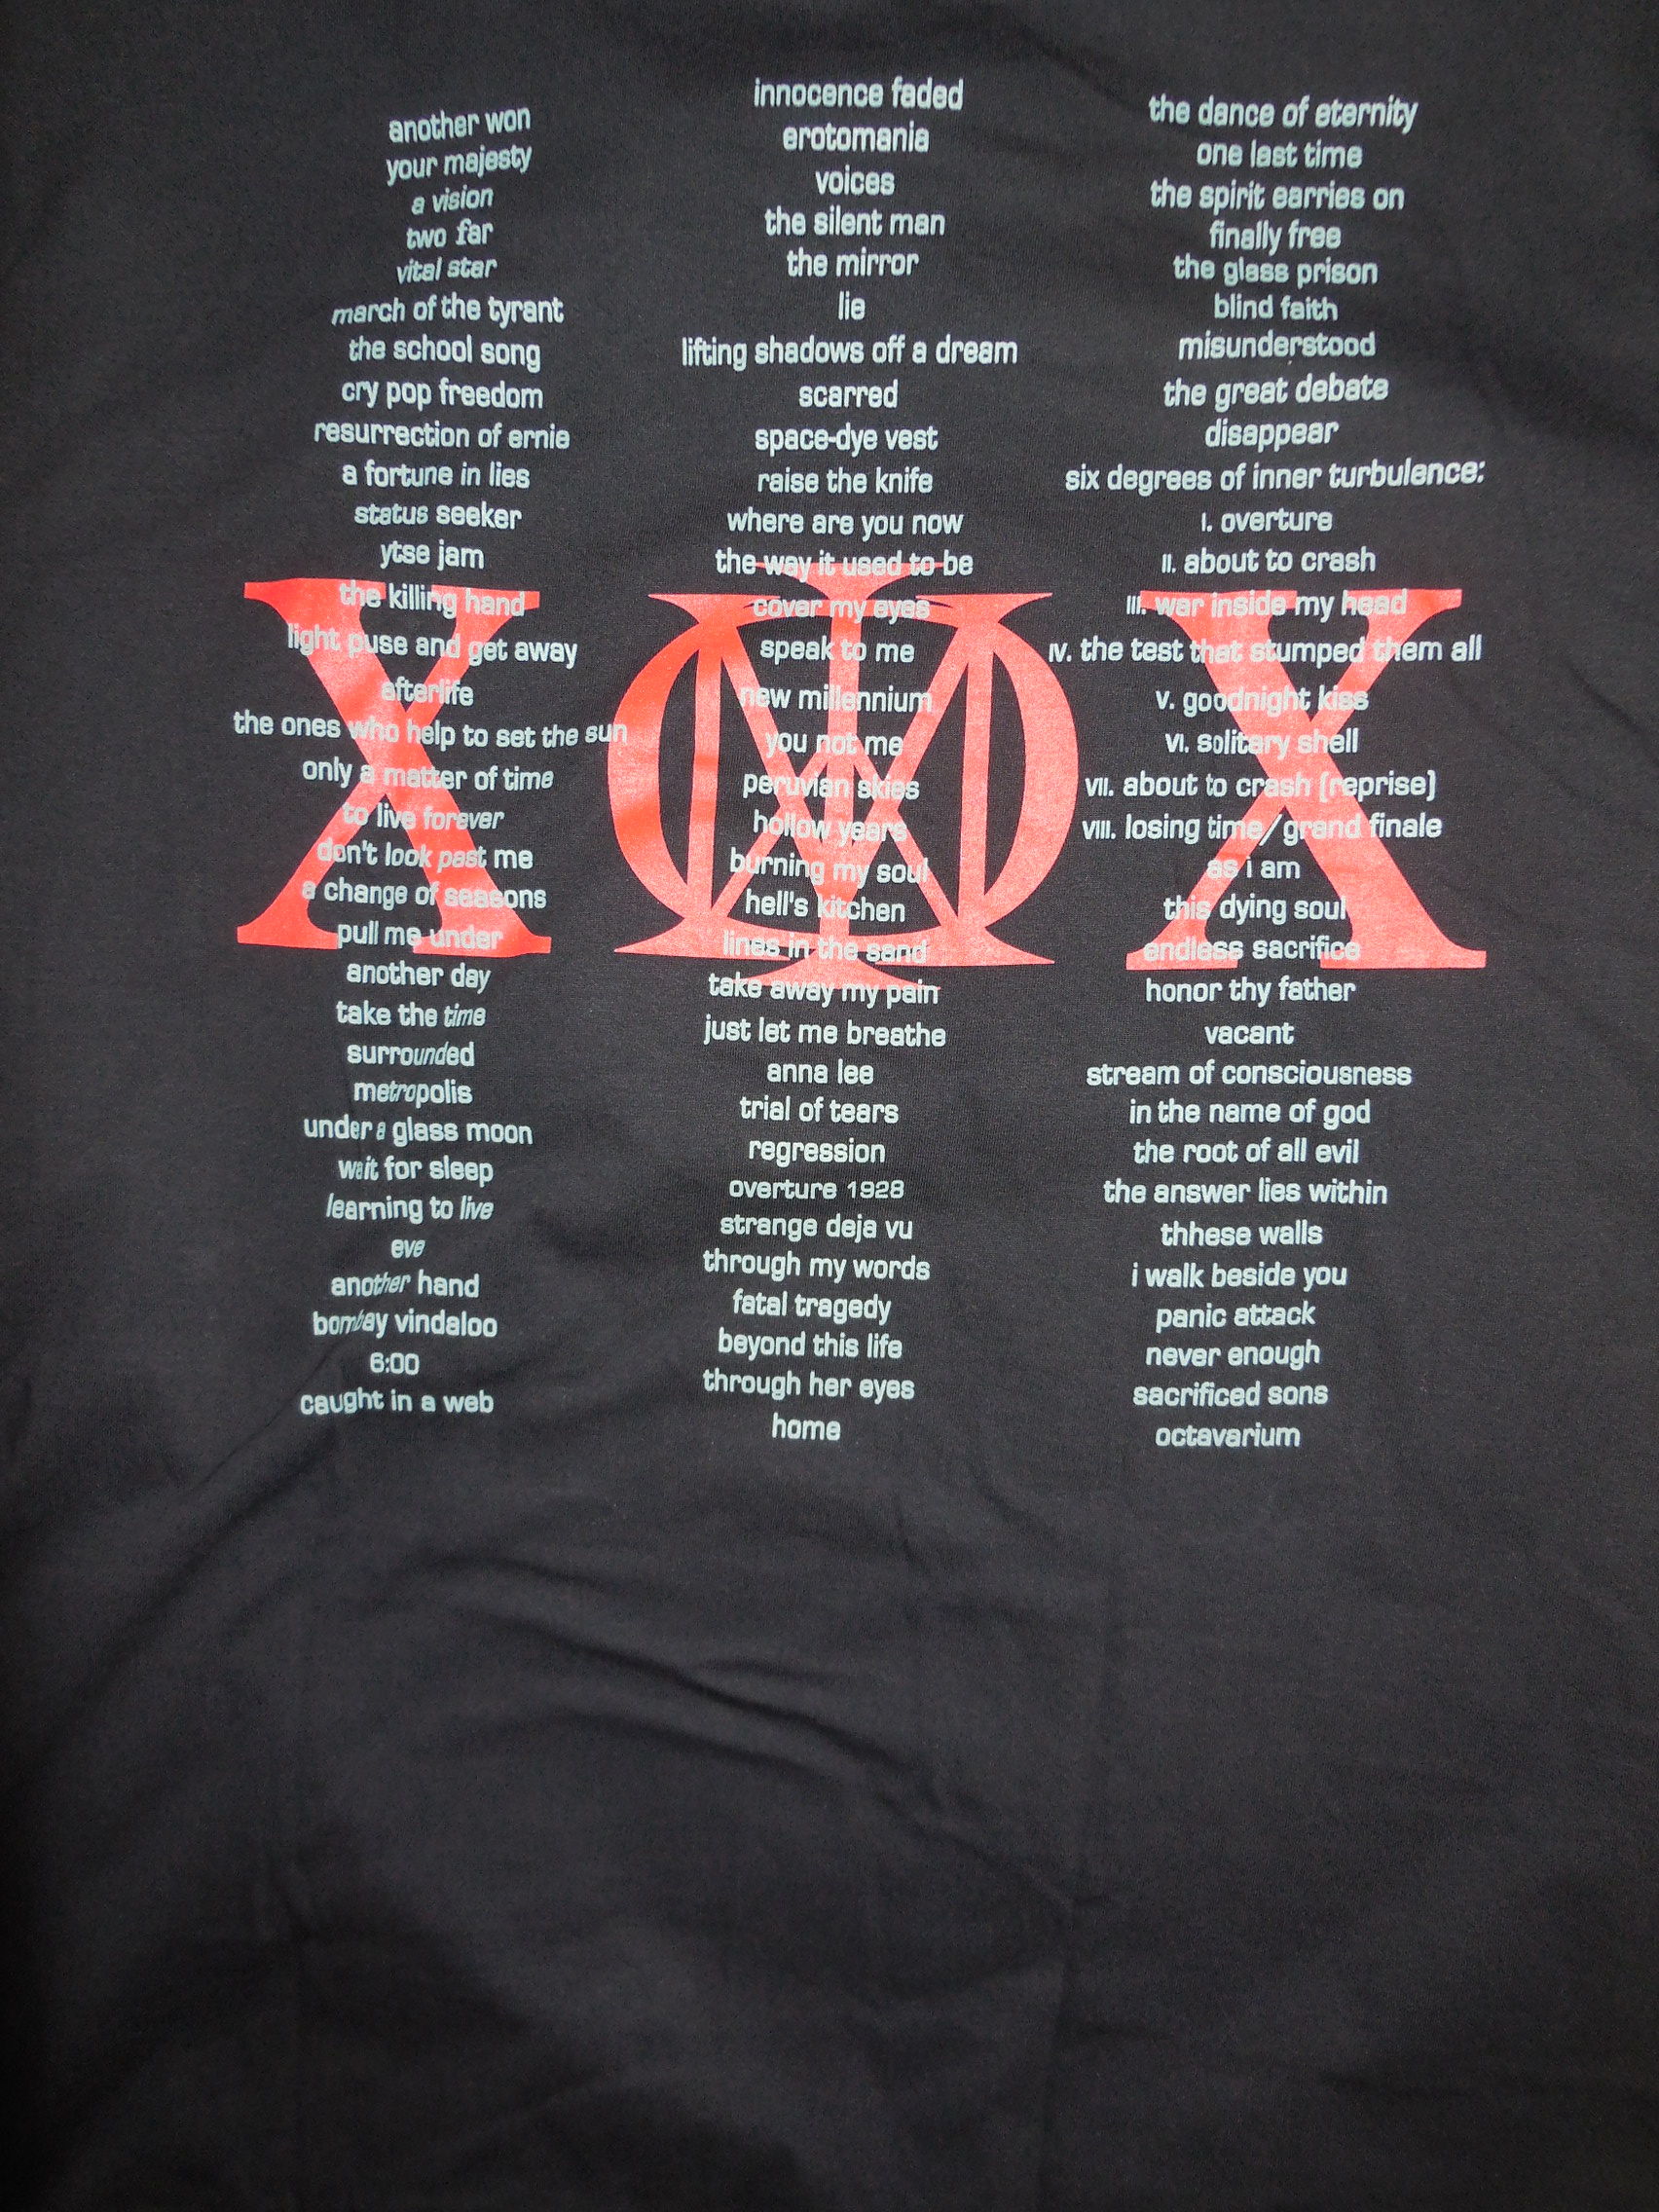 another won
your majesty
a vision
two far
vital star
march of the tyrant
the school song
cry pop freedom
resurrection of ernie
a fortune in lies
status seeker
ytse jam
the killing hand
light puse and get away
afterlife
the ones who help to set the sun
only a matter of time
to live forever
don't look past me
a change of seasons
pull me under
another day
take the time
surrounded
metropolis
under a glass moon
wait for sleep
learning to live
eve
another hand
bombay vindaloo
6:00
caught in a web
innocence faded
erotomania
voices
the silent man
the mirror
lie
lifting shadows off a dream
scarred
space-dye vest
raise the knife
where are you now
the way it used to be
cover my eyes
speak to me
new millennium
you not me
peruvian skies
hollow years
burning my soul
hell's kitchen
lines in the sand
take away my pain
just let me breathe
anna lee
trial of tears
regression
overture 1928
strange deja vu
through my words
fatal tragedy
beyond this life
through her eyes
home
the dance of eternity
one last time
the spirit earries on
finally free
the glass prison
blind faith
misunderstood
the great debate
disappear
six degrees of inner turbulence:
I. overture
II. about to crash
III. war inside my head
IV. the test that stumped them all
V. goodnight kiss
VI. solitary shell
VII. about to crash (reprise)
VIII. losing time/grand finale
as i am
this dying soul
endless sacrifice
honor thy father
vacant
stream of consciousness
in the name of god
the root of all evil
the answer lies within
thhese walls
i walk beside you
panic attack
never enough
sacrificed sons
octavarium
X X